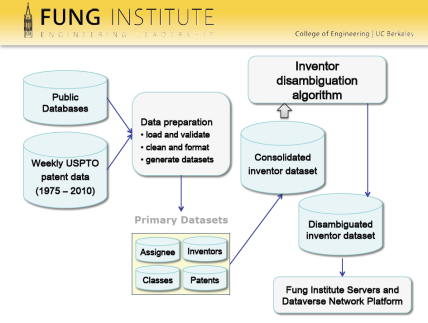 FUNG INSTITUTE
ENGINEERING LEADERSHIP
College of Engineering | UC Berkeley
Public
Databases
Weekly USPTO
patent data
(1975 – 2010)
Data preparation
• load and validate
• clean and format
• generate datasets
Primary Datasets
Assignee
Inventors
Classes
Patents
Inventor
disambiguation
algorithm
Consolidated
inventor dataset
Disambiguated
inventor dataset
Fung Institute Servers and
Dataverse Network Platform